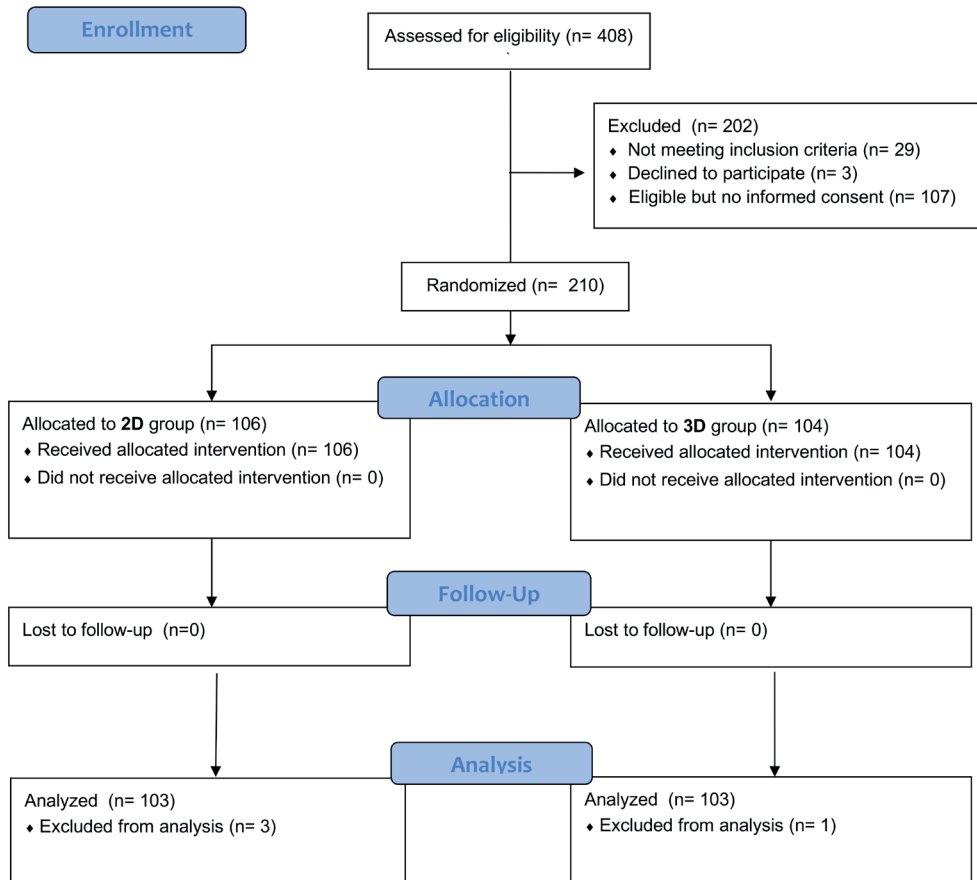 Enrollment
Assessed for eligibility (n= 408)
Excluded (n= 202)
♦ Not meeting inclusion criteria (n= 29)
♦ Declined to participate (n= 3)
♦ Eligible but no informed consent (n= 107)
Randomized (n= 210)
Allocation
Allocated to 2D group (n= 106)
♦ Received allocated intervention (n= 106)
♦ Did not receive allocated intervention (n= 0)
Allocated to 3D group (n= 104)
♦ Received allocated intervention (n= 104)
♦ Did not receive allocated intervention (n= 0)
Follow-Up
Lost to follow-up (n=0)
Lost to follow-up (n= 0)
Analysis
Analyzed (n= 103)
♦ Excluded from analysis (n= 3)
Analyzed (n= 103)
♦ Excluded from analysis (n= 1)